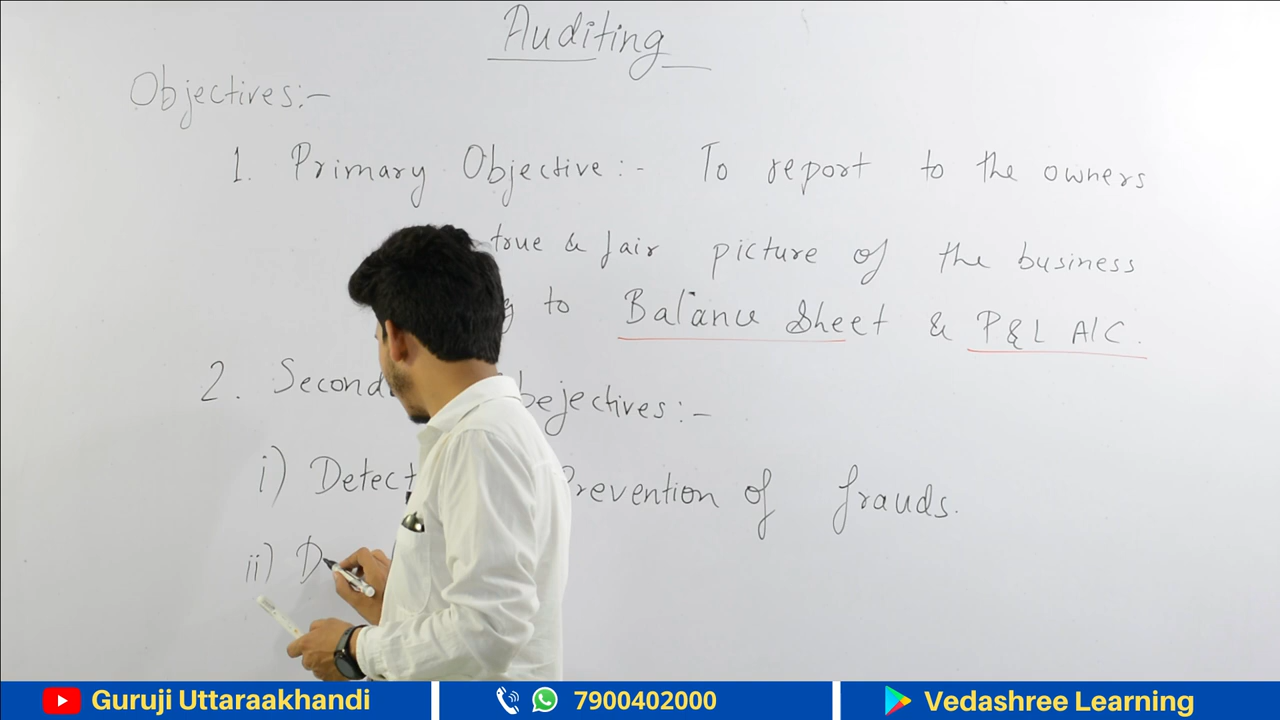 Auditing
Objectives:-
1. Primary Objective:- To report to the owners
true & fair picture of the business
to Balance Sheet & P&L A/C.
2. Second bejectives:-
i) Detect Prevention of frauds.
ii) D
Guruji Uttaraakhandi
7900402000
Vedashree Learning